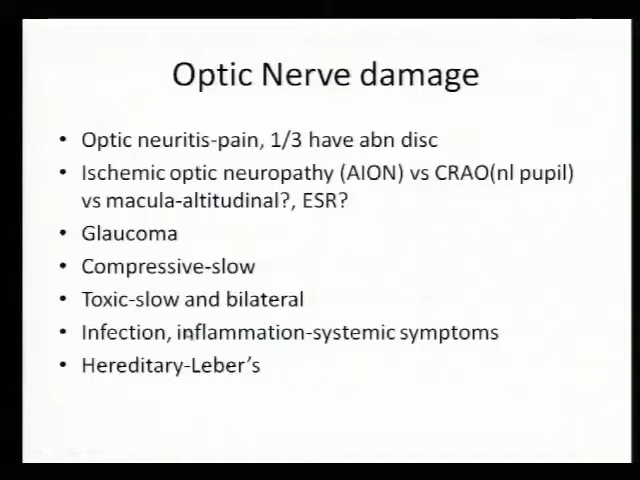 Optic Nerve damage
• Optic neuritis-pain, 1/3 have abn disc
• Ischemic optic neuropathy (AION) vs CRAO(nl pupil)
vs macula-altitudinal?, ESR?
• Glaucoma
• Compressive-slow
• Toxic-slow and bilateral
• Infection, inflammation-systemic symptoms
• Hereditary-Leber’s